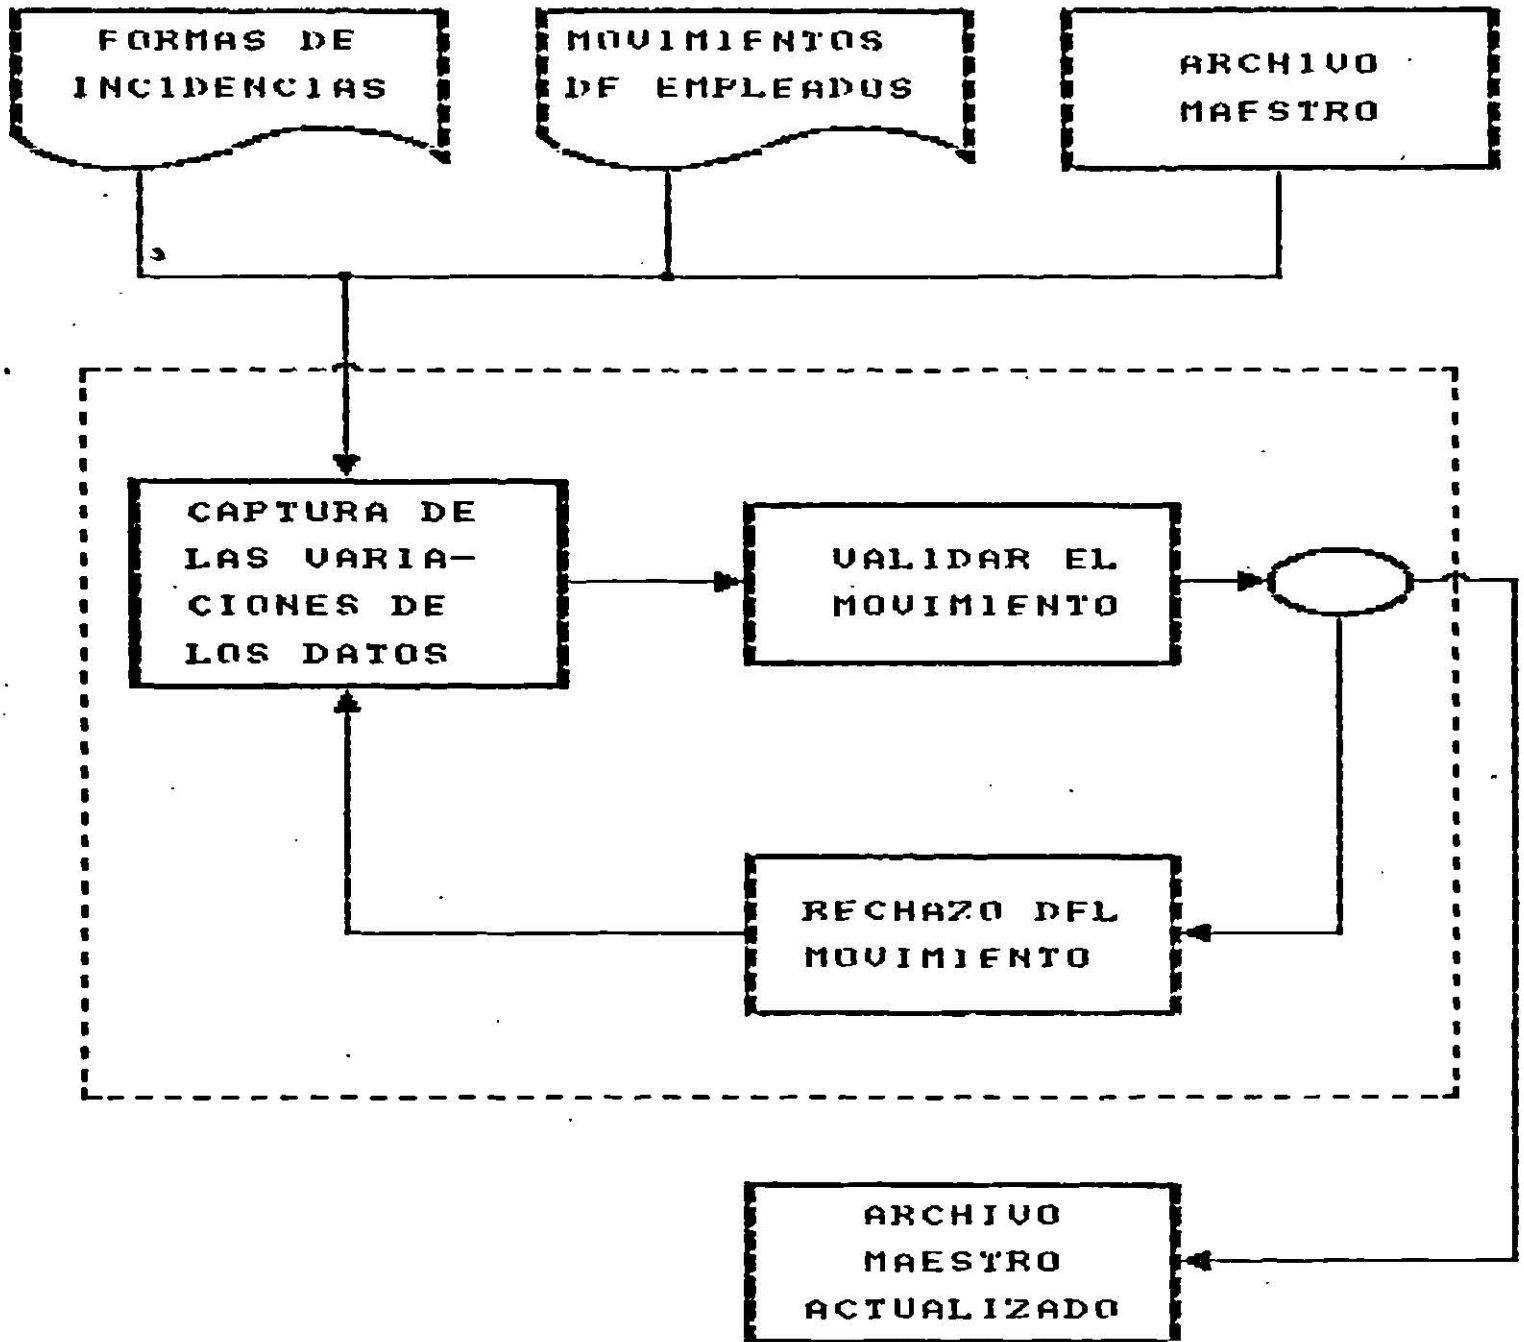 FORMAS DE
INCIDENCIAS
MOVIMIENTOS
DE EMPLEADOS
ARCHIVO
MAESTRO
CAPTURA DE
LAS VARIA-
CIONES DE
LOS DATOS
VALIDAR EL
MOVIMIENTO
RECHAZO DEL
MOVIMIENTO
ARCHIVO
MAESTRO
ACTUALIZADO